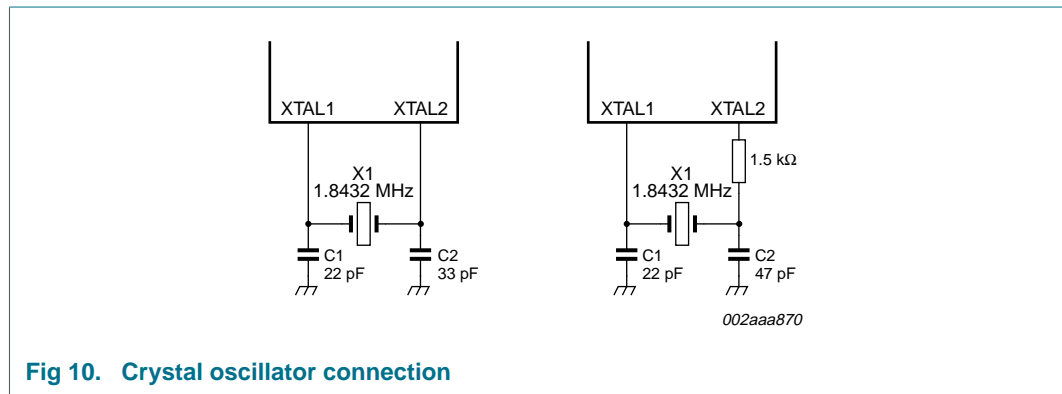 XTAL1 XTAL2
X1
1.8432 MHz
C1
22 pF
C2
33 pF
XTAL1 XTAL2
1.5 kΩ
X1
1.8432 MHz
C1
22 pF
C2
47 pF
002aaa870
Fig 10. Crystal oscillator connection